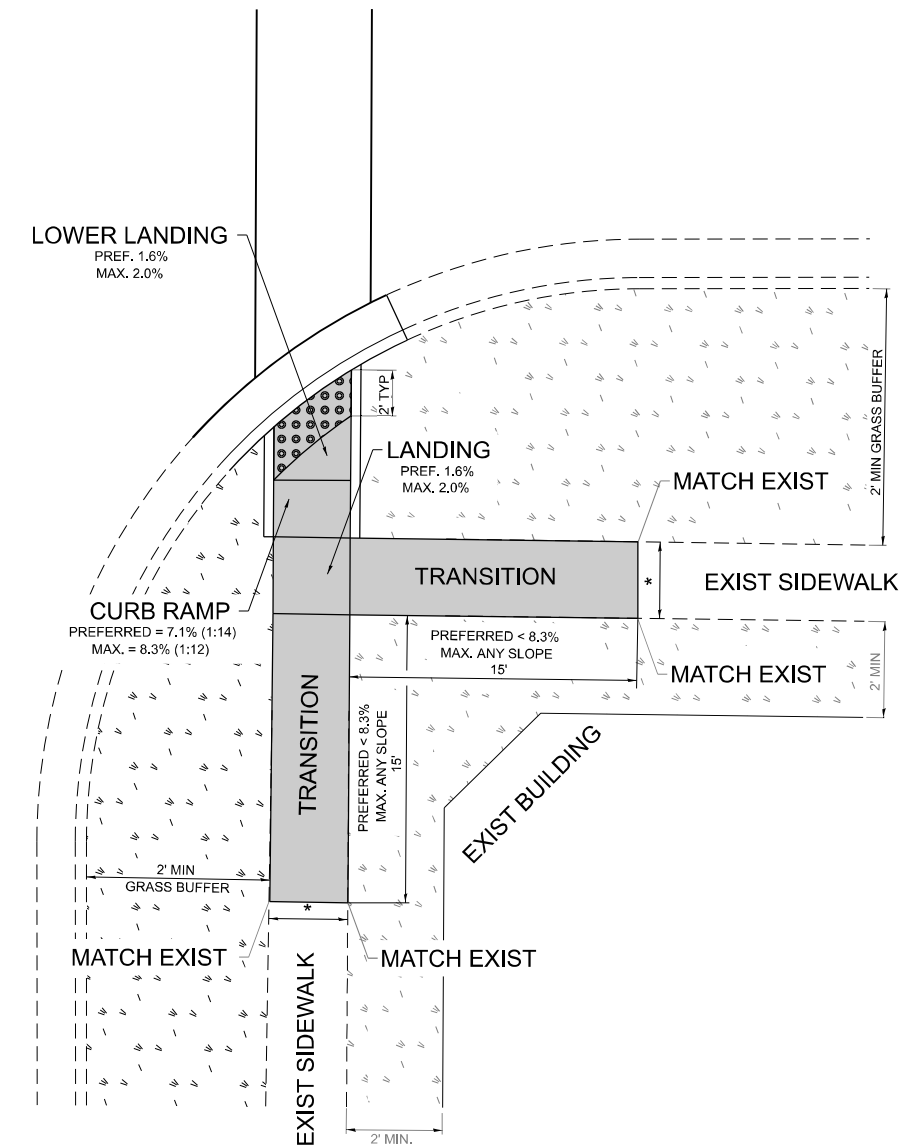 LOWER LANDING
PREF. 1.6%
MAX. 2.0%
2' TYP
LANDING
PREF. 1.6%
MAX. 2.0%
2' MIN GRASS BUFFER
MATCH EXIST
TRANSITION
*
EXIST SIDEWALK
CURB RAMP
PREFERRED = 7.1% (1:14)
MAX. = 8.3% (1:12)
PREFERRED < 8.3%
MAX. ANY SLOPE
15'
MATCH EXIST
2' MIN
TRANSITION
PREFERRED < 8.3%
MAX. ANY SLOPE
15'
EXIST BUILDING
2' MIN
GRASS BUFFER
*
MATCH EXIST
MATCH EXIST
EXIST SIDEWALK
2' MIN.